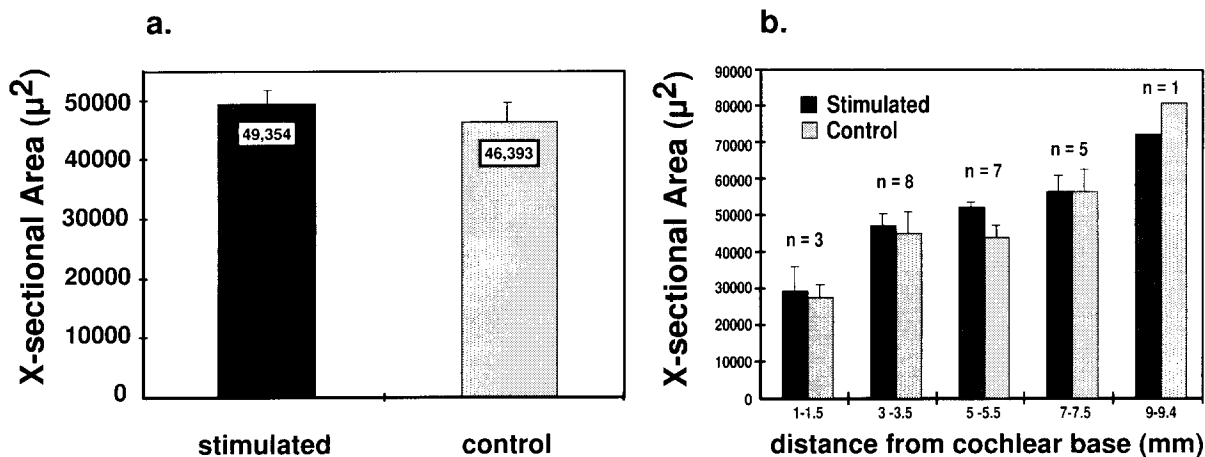 a.
X-sectional Area (µ²)
50000
40000
30000
20000
10000
0
49,354
46,393
stimulated
control
b.
X-sectional Area (µ²)
90000
80000
70000
60000
50000
40000
30000
20000
10000
0
Stimulated
Control
n = 3
n = 8
n = 7
n = 5
n = 1
1-1.5
3 -3.5
5 -5.5
7-7.5
9-9.4
distance from cochlear base (mm)